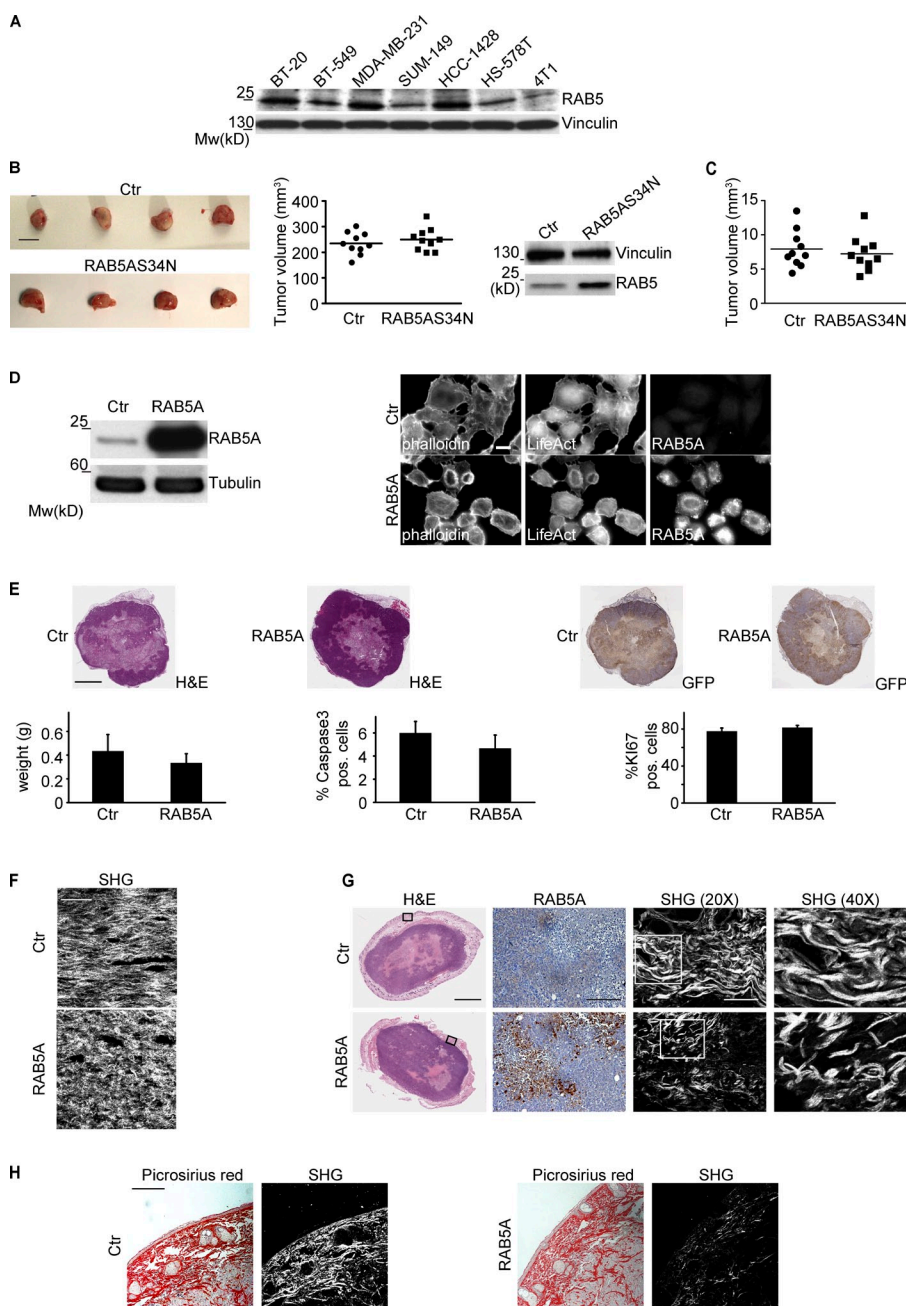 A
BT-20 BT-549 MDA-MB-231 SUM-149 HCC-1428 HS-578T 4T1
25 RAB5
130 Vinculin
Mw(kD)
B
Ctr
RAB5AS34N
Tumor volume (mm³)
400
300
200
100
0
Ctr RAB5AS34N
Ctr RAB5AS34N
130 Vinculin
25
(kD) RAB5
C
Tumor volume (mm³)
15
10
5
0
Ctr RAB5AS34N
D
Ctr RAB5A
25
RAB5A
60
Tubulin
Mw(kD)
Ctr
phalloidin LifeAct RAB5A
RAB5A
phalloidin LifeAct RAB5A
E
Ctr H&E
RAB5A H&E
Ctr GFP
RAB5A GFP
weight (g)
0.6
0.4
0.2
0
Ctr RAB5A
% Caspase3
pos. cells
6
4
2
0
Ctr RAB5A
%KI67
pos. cells
80
40
0
Ctr RAB5A
F
SHG
Ctr
RAB5A
G
H&E RAB5A SHG (20X) SHG (40X)
Ctr
RAB5A
H
Picrosirius red SHG
Ctr
Picrosirius red SHG
RAB5A